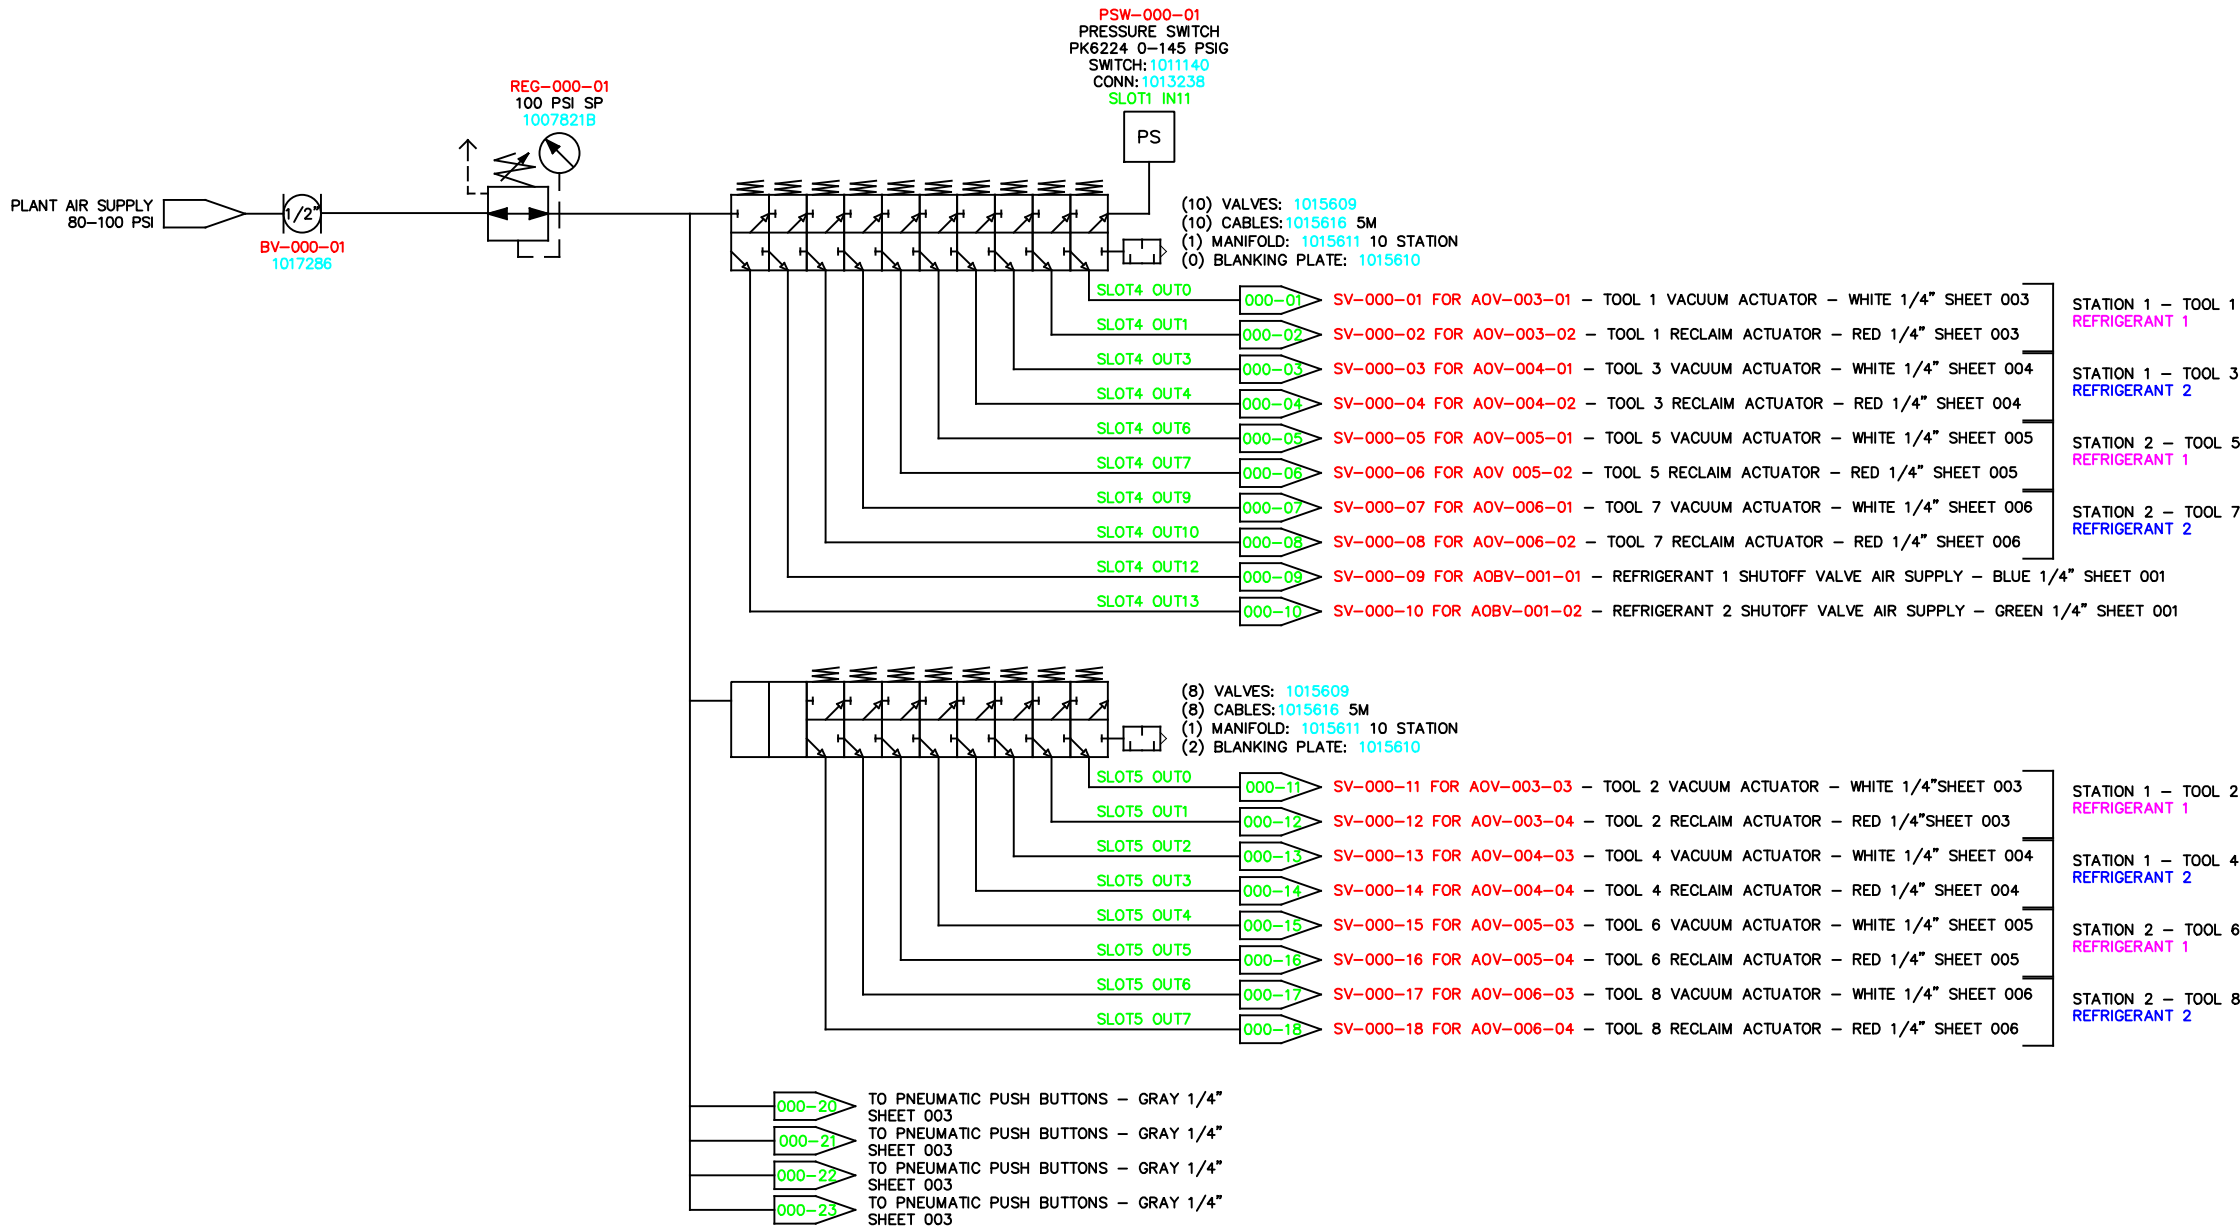 PSW-000-01
PRESSURE SWITCH
PK6224 0-145 PSIG
SWITCH: 1011140
CONN: 1013238
SLOT1 IN11
PS
REG-000-01
100 PSI SP
1007821B
PLANT AIR SUPPLY
80-100 PSI
1/2"
BV-000-01
1017286
(10) VALVES: 1015609
(10) CABLES: 1015616 5M
(1) MANIFOLD: 1015611 10 STATION
(0) BLANKING PLATE: 1015610
SLOT4 OUT0 000-01 SV-000-01 FOR AOV-003-01 - TOOL 1 VACUUM ACTUATOR - WHITE 1/4" SHEET 003
SLOT4 OUT1 000-02 SV-000-02 FOR AOV-003-02 - TOOL 1 RECLAIM ACTUATOR - RED 1/4" SHEET 003
STATION 1 - TOOL 1
REFRIGERANT 1
SLOT4 OUT3 000-03 SV-000-03 FOR AOV-004-01 - TOOL 3 VACUUM ACTUATOR - WHITE 1/4" SHEET 004
SLOT4 OUT4 000-04 SV-000-04 FOR AOV-004-02 - TOOL 3 RECLAIM ACTUATOR - RED 1/4" SHEET 004
STATION 1 - TOOL 3
REFRIGERANT 2
SLOT4 OUT6 000-05 SV-000-05 FOR AOV-005-01 - TOOL 5 VACUUM ACTUATOR - WHITE 1/4" SHEET 005
SLOT4 OUT7 000-06 SV-000-06 FOR AOV 005-02 - TOOL 5 RECLAIM ACTUATOR - RED 1/4" SHEET 005
STATION 2 - TOOL 5
REFRIGERANT 1
SLOT4 OUT9 000-07 SV-000-07 FOR AOV-006-01 - TOOL 7 VACUUM ACTUATOR - WHITE 1/4" SHEET 006
SLOT4 OUT10 000-08 SV-000-08 FOR AOV-006-02 - TOOL 7 RECLAIM ACTUATOR - RED 1/4" SHEET 006
STATION 2 - TOOL 7
REFRIGERANT 2
SLOT4 OUT12 000-09 SV-000-09 FOR AOBV-001-01 - REFRIGERANT 1 SHUTOFF VALVE AIR SUPPLY - BLUE 1/4" SHEET 001
SLOT4 OUT13 000-10 SV-000-10 FOR AOBV-001-02 - REFRIGERANT 2 SHUTOFF VALVE AIR SUPPLY - GREEN 1/4" SHEET 001
(8) VALVES: 1015609
(8) CABLES: 1015616 5M
(1) MANIFOLD: 1015611 10 STATION
(2) BLANKING PLATE: 1015610
SLOT5 OUT0 000-11 SV-000-11 FOR AOV-003-03 - TOOL 2 VACUUM ACTUATOR - WHITE 1/4"SHEET 003
SLOT5 OUT1 000-12 SV-000-12 FOR AOV-003-04 - TOOL 2 RECLAIM ACTUATOR - RED 1/4"SHEET 003
STATION 1 - TOOL 2
REFRIGERANT 1
SLOT5 OUT2 000-13 SV-000-13 FOR AOV-004-03 - TOOL 4 VACUUM ACTUATOR - WHITE 1/4" SHEET 004
SLOT5 OUT3 000-14 SV-000-14 FOR AOV-004-04 - TOOL 4 RECLAIM ACTUATOR - RED 1/4" SHEET 004
STATION 1 - TOOL 4
REFRIGERANT 2
SLOT5 OUT4 000-15 SV-000-15 FOR AOV-005-03 - TOOL 6 VACUUM ACTUATOR - WHITE 1/4" SHEET 005
SLOT5 OUT5 000-16 SV-000-16 FOR AOV-005-04 - TOOL 6 RECLAIM ACTUATOR - RED 1/4" SHEET 005
STATION 2 - TOOL 6
REFRIGERANT 1
SLOT5 OUT6 000-17 SV-000-17 FOR AOV-006-03 - TOOL 8 VACUUM ACTUATOR - WHITE 1/4" SHEET 006
SLOT5 OUT7 000-18 SV-000-18 FOR AOV-006-04 - TOOL 8 RECLAIM ACTUATOR - RED 1/4" SHEET 006
STATION 2 - TOOL 8
REFRIGERANT 2
000-20 TO PNEUMATIC PUSH BUTTONS - GRAY 1/4"
SHEET 003
000-21 TO PNEUMATIC PUSH BUTTONS - GRAY 1/4"
SHEET 003
000-22 TO PNEUMATIC PUSH BUTTONS - GRAY 1/4"
SHEET 003
000-23 TO PNEUMATIC PUSH BUTTONS - GRAY 1/4"
SHEET 003